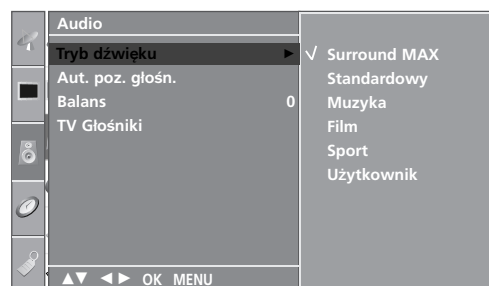 Audio
Tryb dźwięku ► √ Surround MAX
Aut. poz. głośn. Standardowy
Balans 0 Muzyka
TV Głośniki Film
Sport
Użytkownik
▲▼ ◄► OK MENU